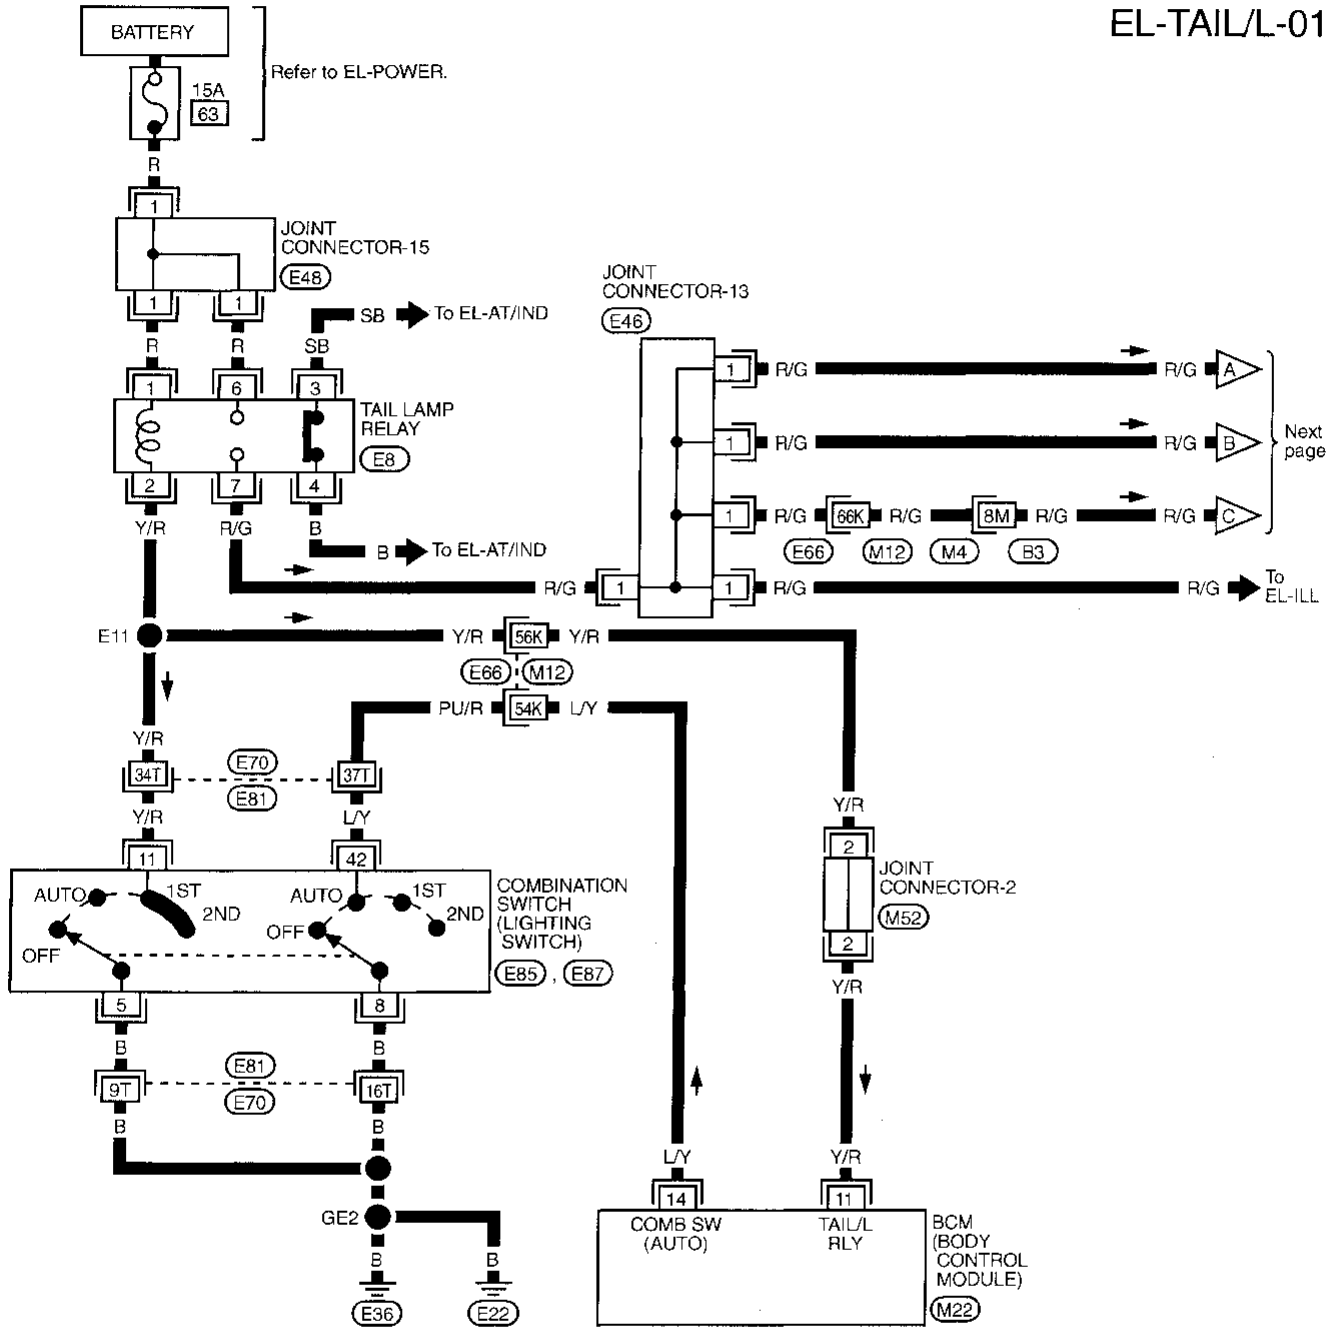 EL-TAIL/L-01
BATTERY
Refer to EL-POWER.
15A
63
R
1
JOINT
CONNECTOR-15
E48
1 1
SB To EL-AT/IND
R R SB
1 6 3
TAIL LAMP
RELAY
E8
2 7 4
Y/R R/G B
B To EL-AT/IND
JOINT
CONNECTOR-13
E46
1 R/G R/G A
1 R/G R/G B
Next
page
1 R/G 66K R/G 8M R/G R/G C
E66 M12 M4 B3
R/G 1 1 R/G R/G
To
EL-ILL
E11 Y/R 56K Y/R
E66 M12
PU/R 54K L/Y
Y/R
34T E70 37T
E81
Y/R L/Y
11 42
AUTO 1ST AUTO 1ST
2ND 2ND
OFF OFF
COMBINATION
SWITCH
(LIGHTING
SWITCH)
E85 , E87
5 8
B B
E81
9T 16T
E70
B B
GE2
B B
E36 E22
Y/R
2
JOINT
CONNECTOR-2
M52
2
Y/R
L/Y Y/R
14 11
COMB SW
(AUTO)
TAIL/L
RLY
BCM
(BODY
CONTROL
MODULE)
M22